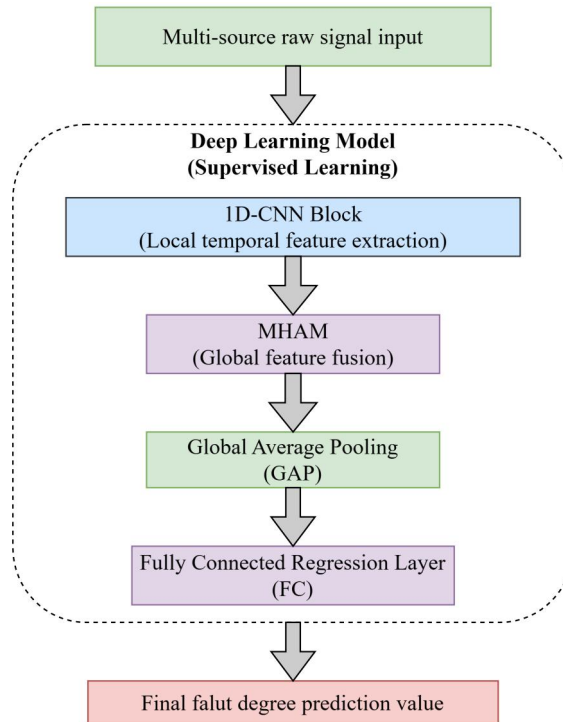 Multi-source raw signal input
Deep Learning Model
(Supervised Learning)
1D-CNN Block
(Local temporal feature extraction)
MHAM
(Global feature fusion)
Global Average Pooling
(GAP)
Fully Connected Regression Layer
(FC)
Final falut degree prediction value